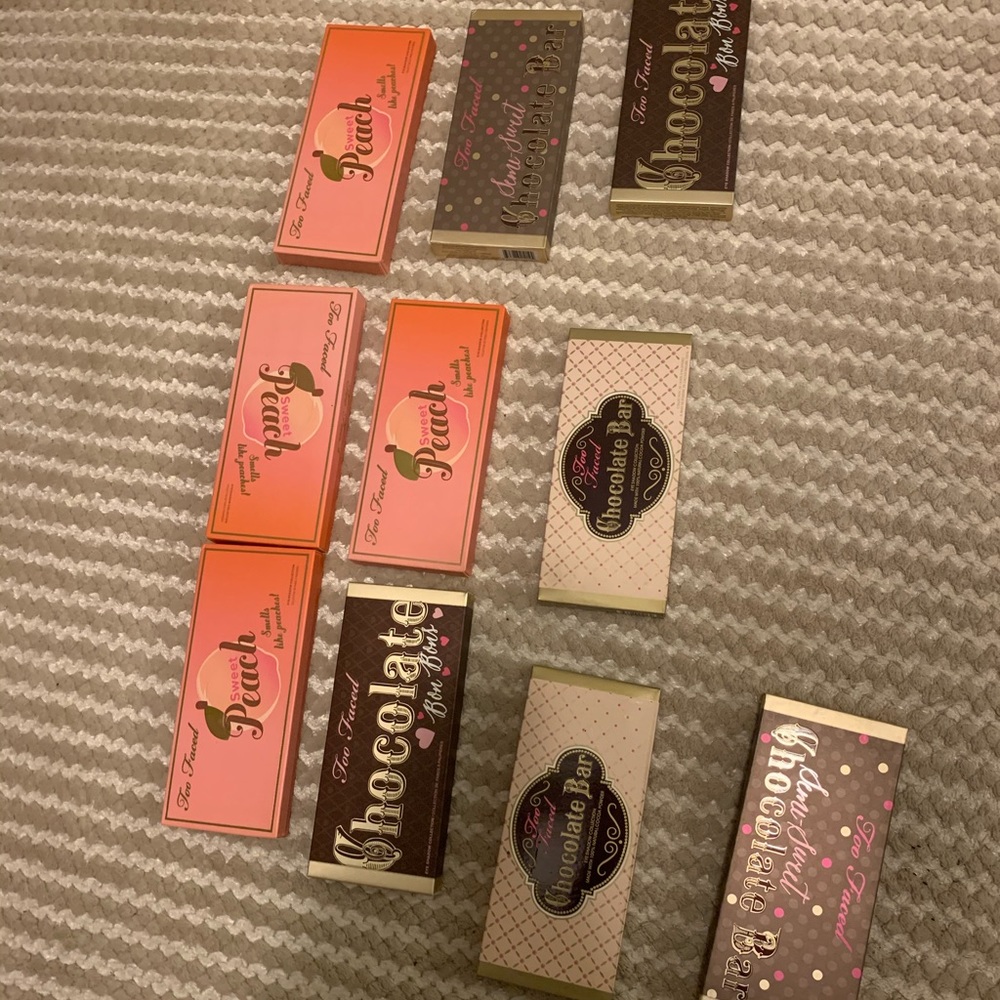 Too Faced
Sweet
Peach
Smells
like peaches!
Too Faced
Semi-Sweet
Chocolate Bar
Too Faced
Chocolat
Bon Bons
Too Faced
Sweet
Peach
Smells
like peaches!
Too Faced
Sweet
Peach
Smells
like peaches!
Too
Faced
Chocolate Bar
Too Faced
Sweet
Peach
Smells
like peaches!
Too Faced
Chocolate
Bon Bons
Too
Faced
Chocolate Bar
Too Faced
Semi-Sweet
Chocolate Bar